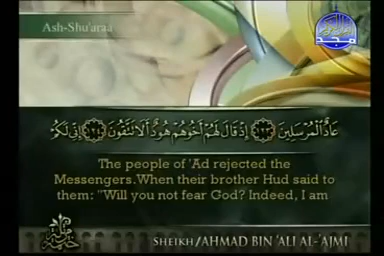 Ash-Shu'araa
المجد
عَادٌ الْمُرْسَلِينَ ﴿١٢٣﴾ إِذْ قَالَ لَهُمْ أَخُوهُمْ هُودٌ أَلَا تَتَّقُونَ ﴿١٢٤﴾ إِنِّي لَكُمْ
The people of 'Ad rejected the
Messengers.When their brother Hud said to
them: "Will you not fear God? Indeed, I am
SHEIKH/AHMAD BIN 'ALI AL-'AJMI